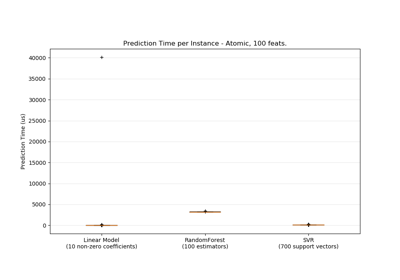 Prediction Time per Instance - Atomic, 100 feats.
Prediction Time (us)
40000
35000
30000
25000
20000
15000
10000
5000
0
Linear Model
(10 non-zero coefficients)
RandomForest
(100 estimators)
SVR
(700 support vectors)